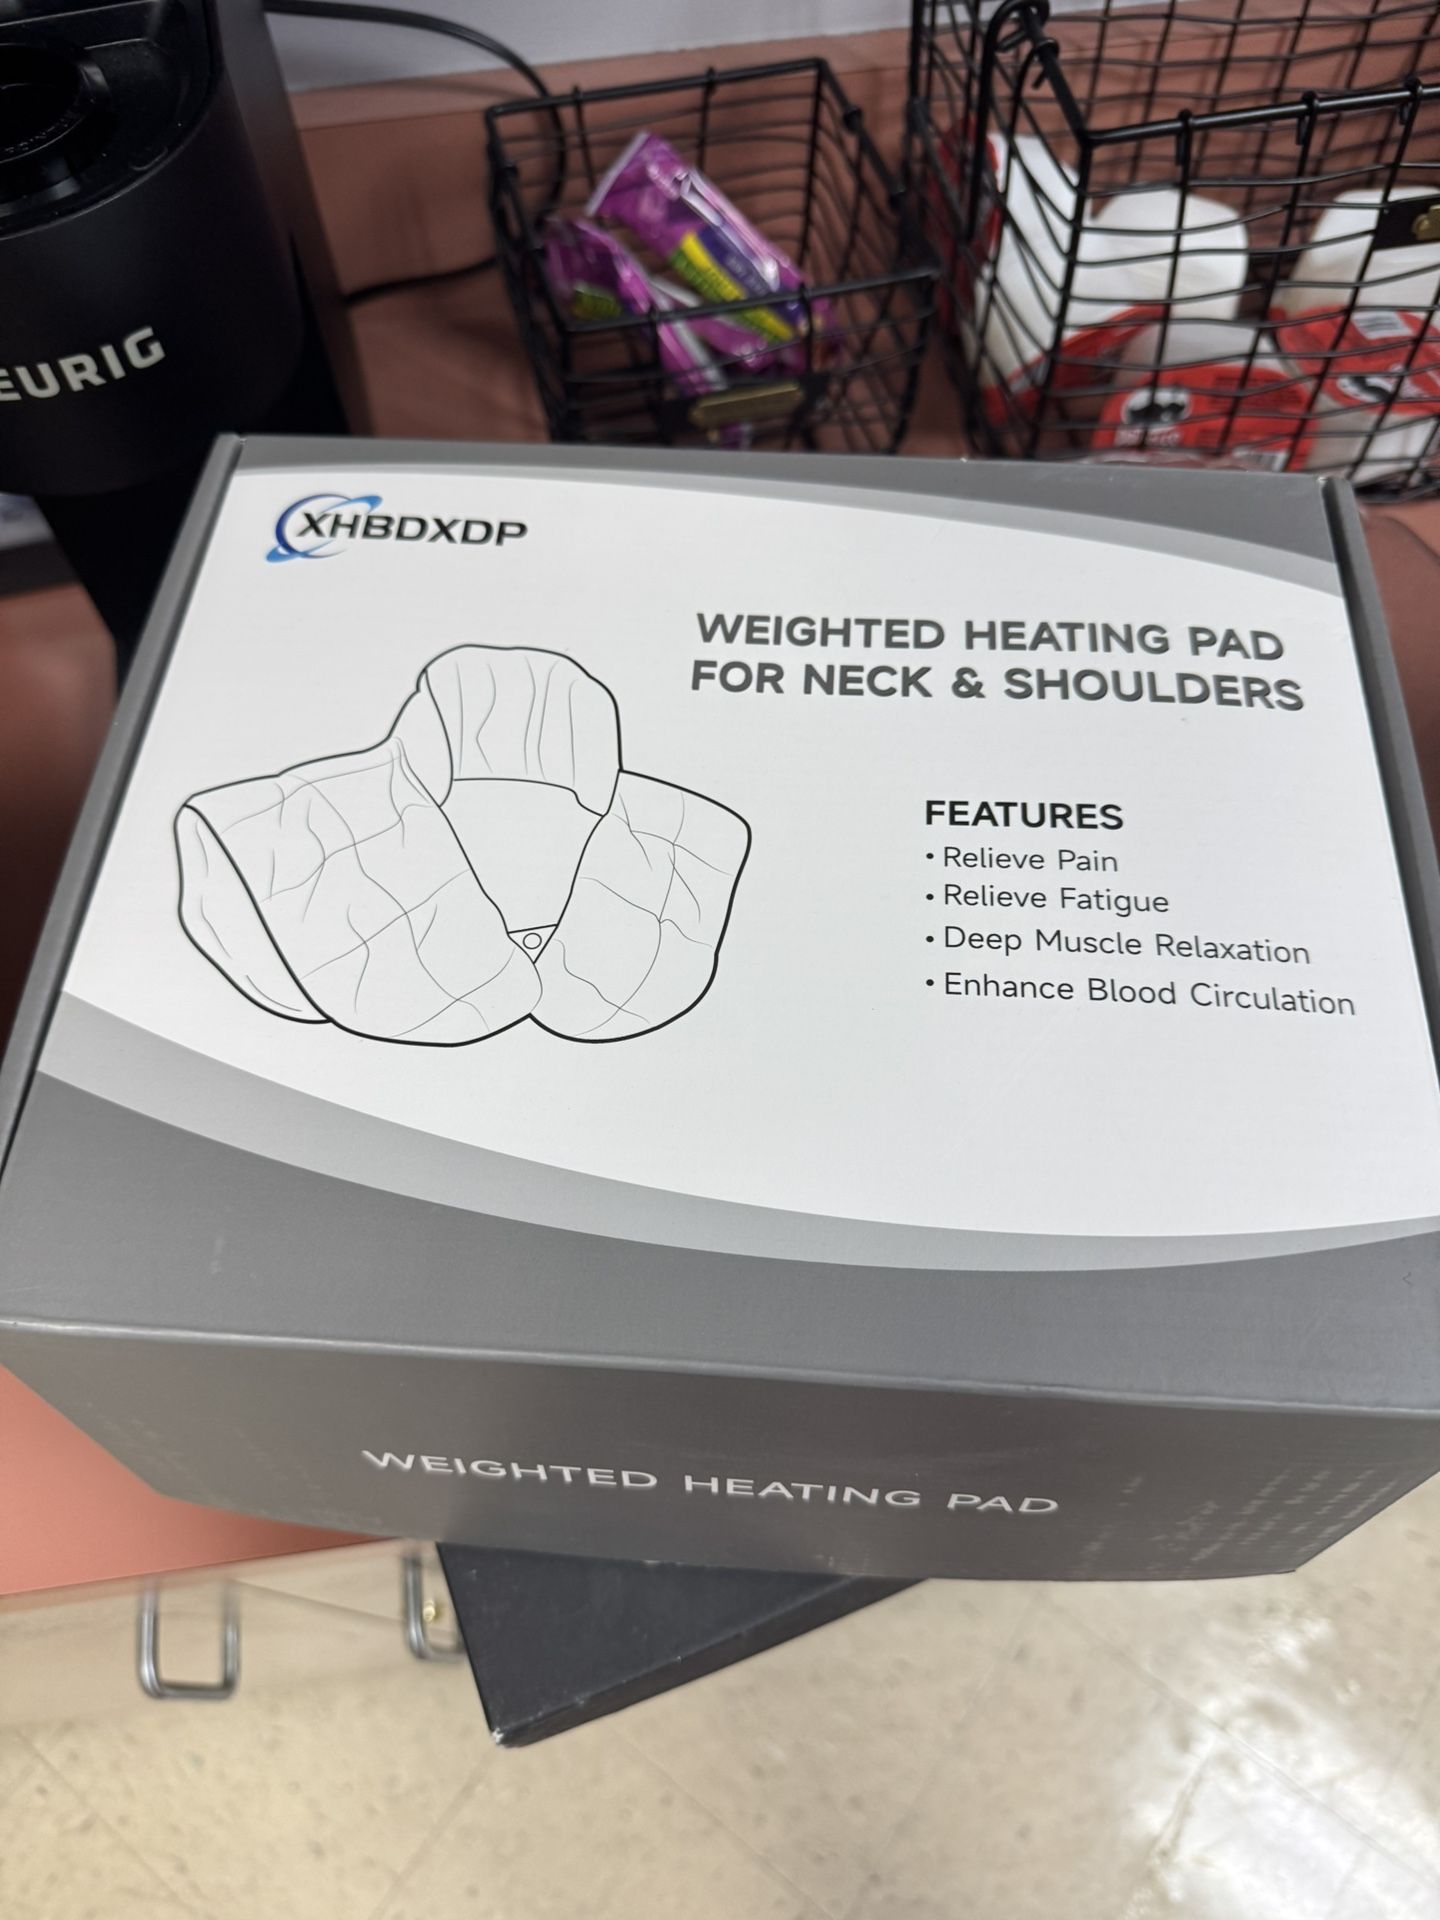 EURIG
XHBDXDP
WEIGHTED HEATING PAD
FOR NECK & SHOULDERS
FEATURES
• Relieve Pain
• Relieve Fatigue
• Deep Muscle Relaxation
• Enhance Blood Circulation
WEIGHTED HEATING PAD